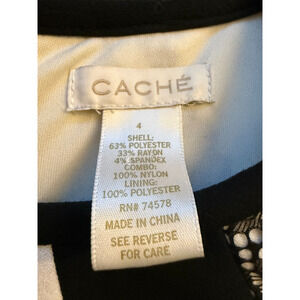 CACHÉ
4
SHELL:
63% POLYESTER
33% RAYON
4% SPANDEX
COMBO:
100% NYLON
LINING:
100% POLYESTER
RN# 74578
MADE IN CHINA
SEE REVERSE
FOR CARE